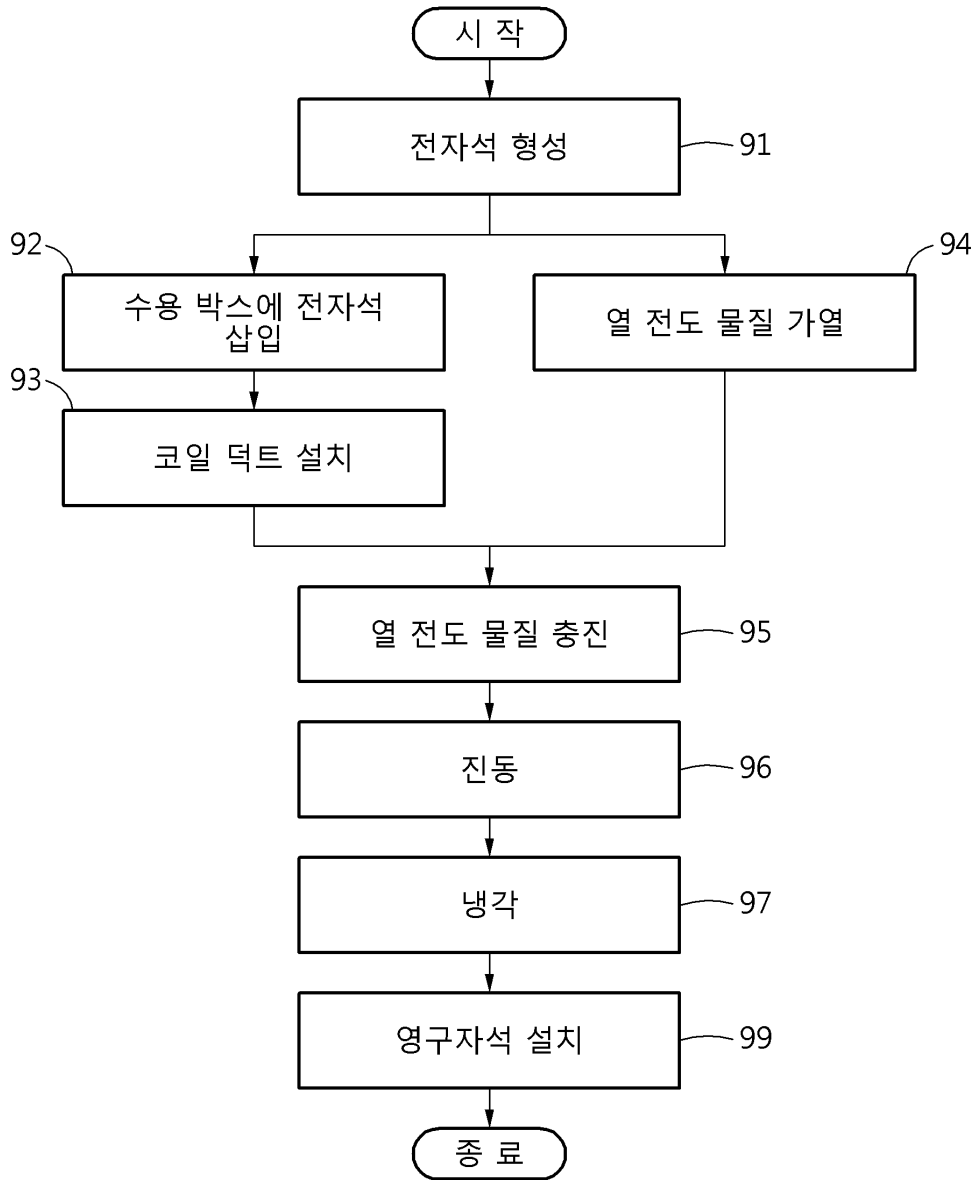 시 작
전자석 형성
91
92
94
수용 박스에 전자석
삽입
열 전도 물질 가열
93
코일 덕트 설치
열 전도 물질 충진
95
진동
96
냉각
97
영구자석 설치
99
종 료